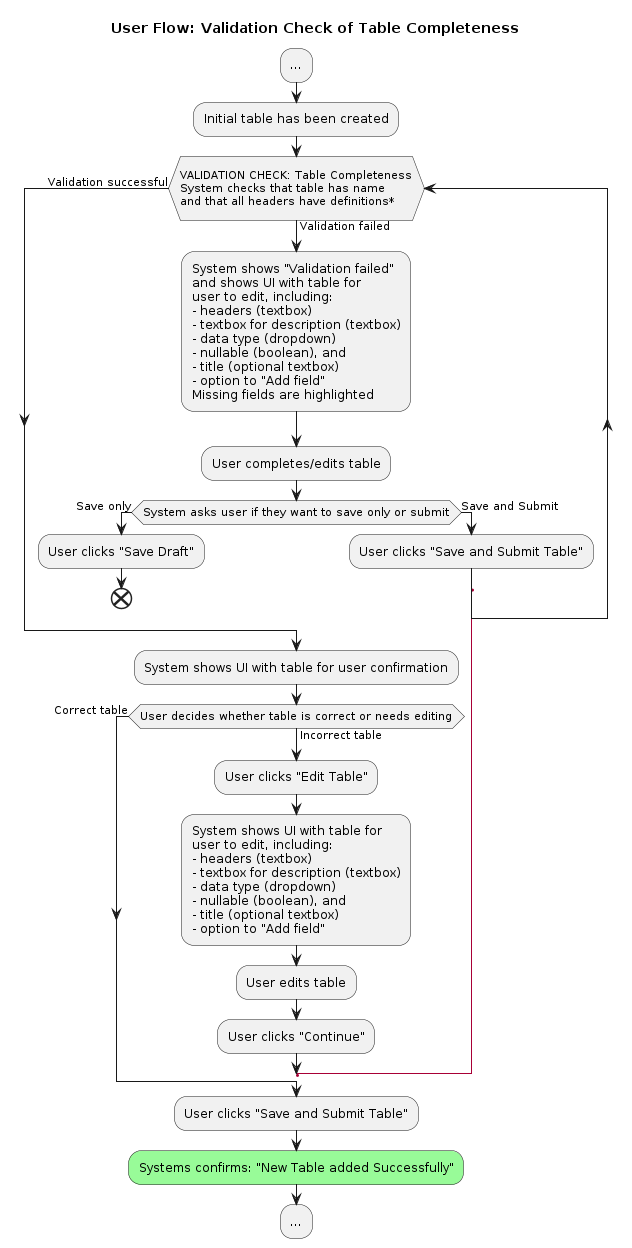 User Flow: Validation Check of Table Completeness
...
Initial table has been created
Validation successful
VALIDATION CHECK: Table Completeness
System checks that table has name
and that all headers have definitions*
Validation failed
System shows "Validation failed"
and shows UI with table for
user to edit, including:
- headers (textbox)
- textbox for description (textbox)
- data type (dropdown)
- nullable (boolean), and
- title (optional textbox)
- option to "Add field"
Missing fields are highlighted
User completes/edits table
Save only
System asks user if they want to save only or submit
Save and Submit
User clicks "Save Draft"
User clicks "Save and Submit Table"
System shows UI with table for user confirmation
Correct table
User decides whether table is correct or needs editing
Incorrect table
User clicks "Edit Table"
System shows UI with table for
user to edit, including:
- headers (textbox)
- textbox for description (textbox)
- data type (dropdown)
- nullable (boolean), and
- title (optional textbox)
- option to "Add field"
User edits table
User clicks "Continue"
User clicks "Save and Submit Table"
Systems confirms: "New Table added Successfully"
...